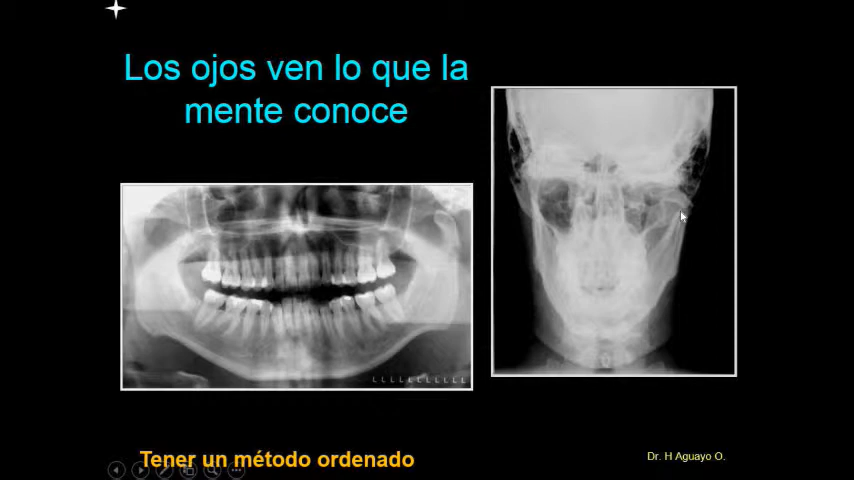 Los ojos ven lo que la
mente conoce
Tener un método ordenado
Dr. H Aguayo O.